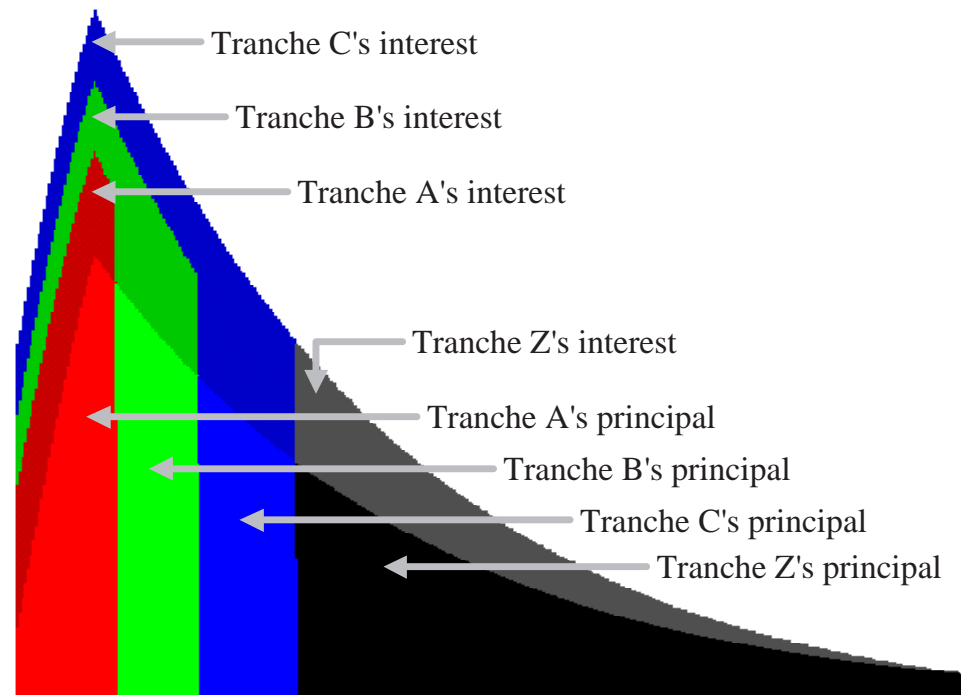 Tranche C's interest
Tranche B's interest
Tranche A's interest
Tranche Z's interest
Tranche A's principal
Tranche B's principal
Tranche C's principal
Tranche Z's principal